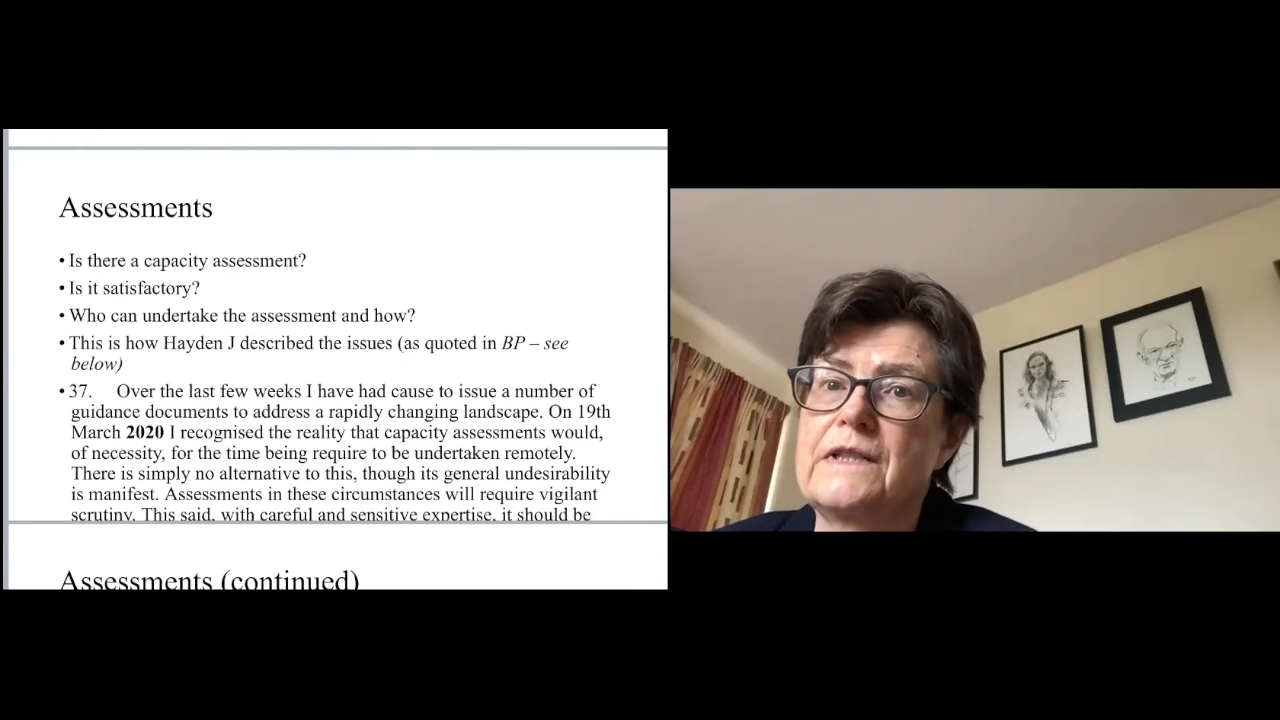 Assessments
• Is there a capacity assessment?
• Is it satisfactory?
• Who can undertake the assessment and how?
• This is how Hayden J described the issues (as quoted in BP – see
below)
• 37. Over the last few weeks I have had cause to issue a number of
guidance documents to address a rapidly changing landscape. On 19th
March 2020 I recognised the reality that capacity assessments would,
of necessity, for the time being require to be undertaken remotely.
There is simply no alternative to this, though its general undesirability
is manifest. Assessments in these circumstances will require vigilant
scrutiny. This said, with careful and sensitive expertise, it should be
Assessments (continued)